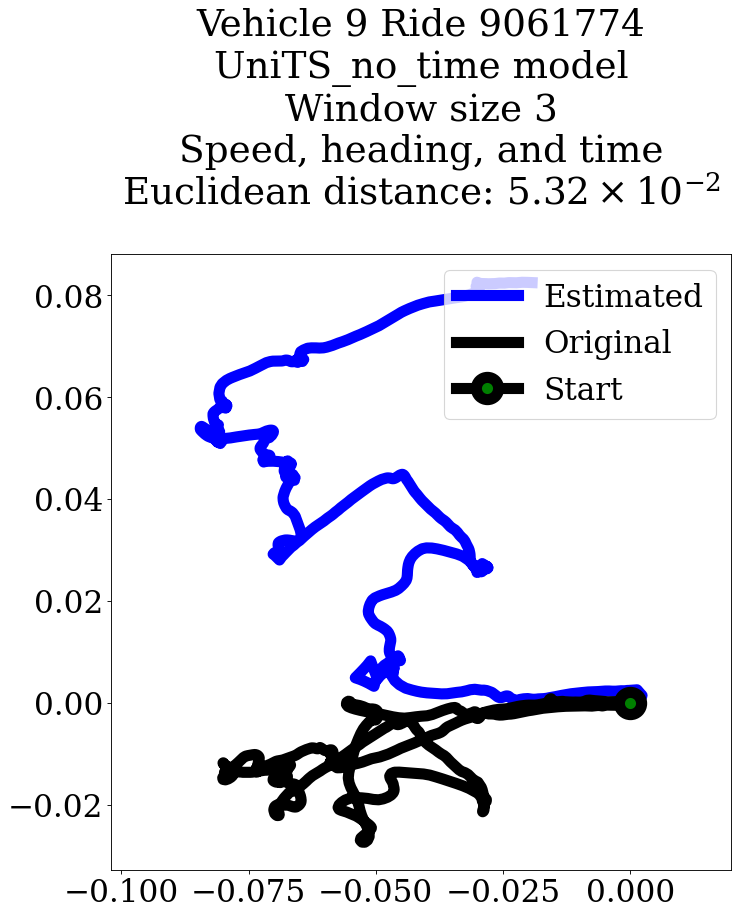 Vehicle 9 Ride 9061774
UniTS_no_time model
Window size 3
Speed, heading, and time
Euclidean distance: 5.32 × 10⁻²
Estimated
Original
Start
0.08
0.06
0.04
0.02
0.00
−0.02
−0.100
−0.075
−0.050
−0.025
0.000